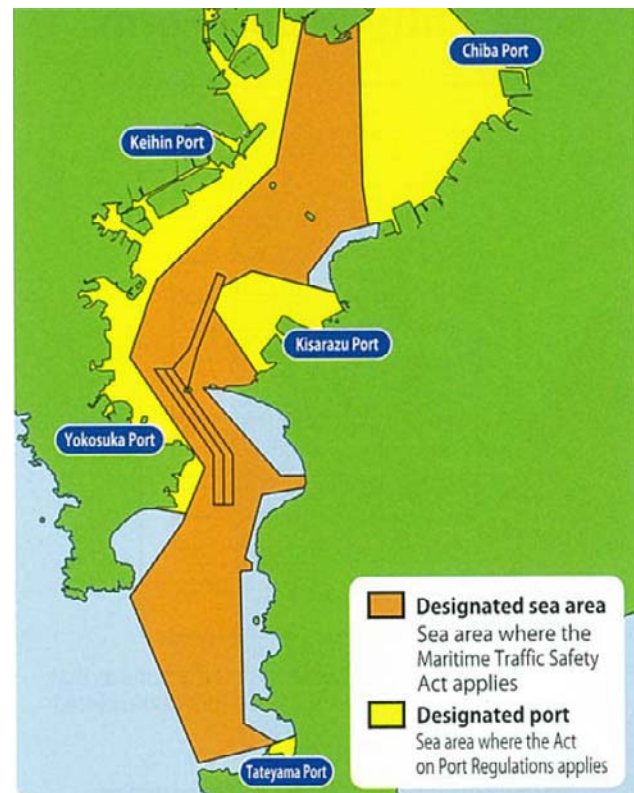 Chiba Port
Keihin Port
Kisarazu Port
Yokosuka Port
Designated sea area
Sea area where the
Maritime Traffic Safety
Act applies
Designated port
Sea area where the Act
on Port Regulations applies
Tateyama Port